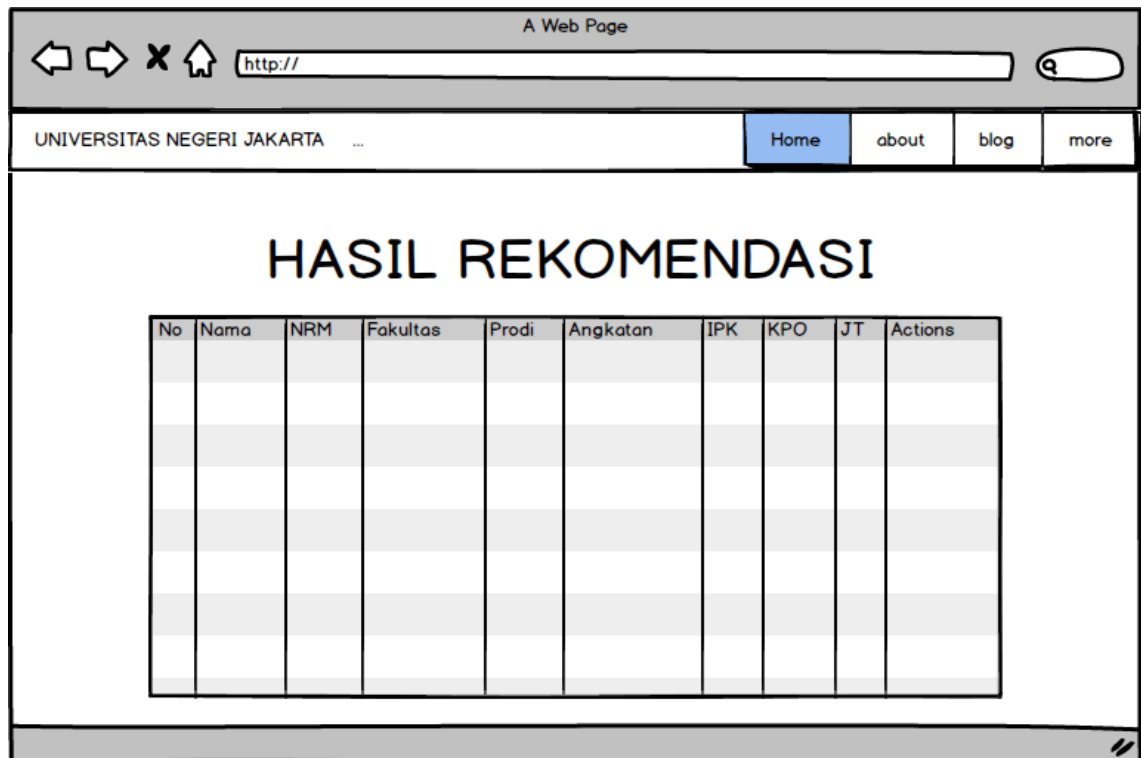 A Web Page
http://
UNIVERSITAS NEGERI JAKARTA ... Home about blog more
HASIL REKOMENDASI
No Nama NRM Fakultas Prodi Angkatan IPK KPO JT Actions